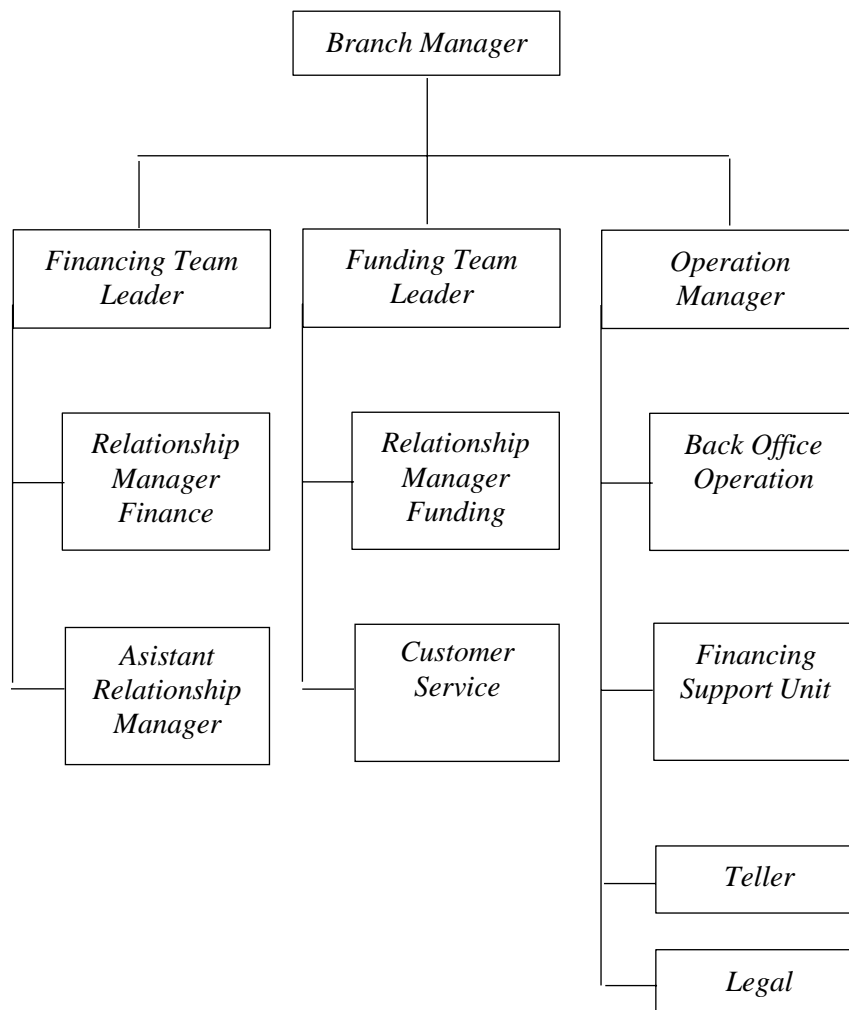 Branch Manager
Financing Team
Leader
Funding Team
Leader
Operation
Manager
Relationship
Manager
Finance
Relationship
Manager
Funding
Back Office
Operation
Asistant
Relationship
Manager
Customer
Service
Financing
Support Unit
Teller
Legal